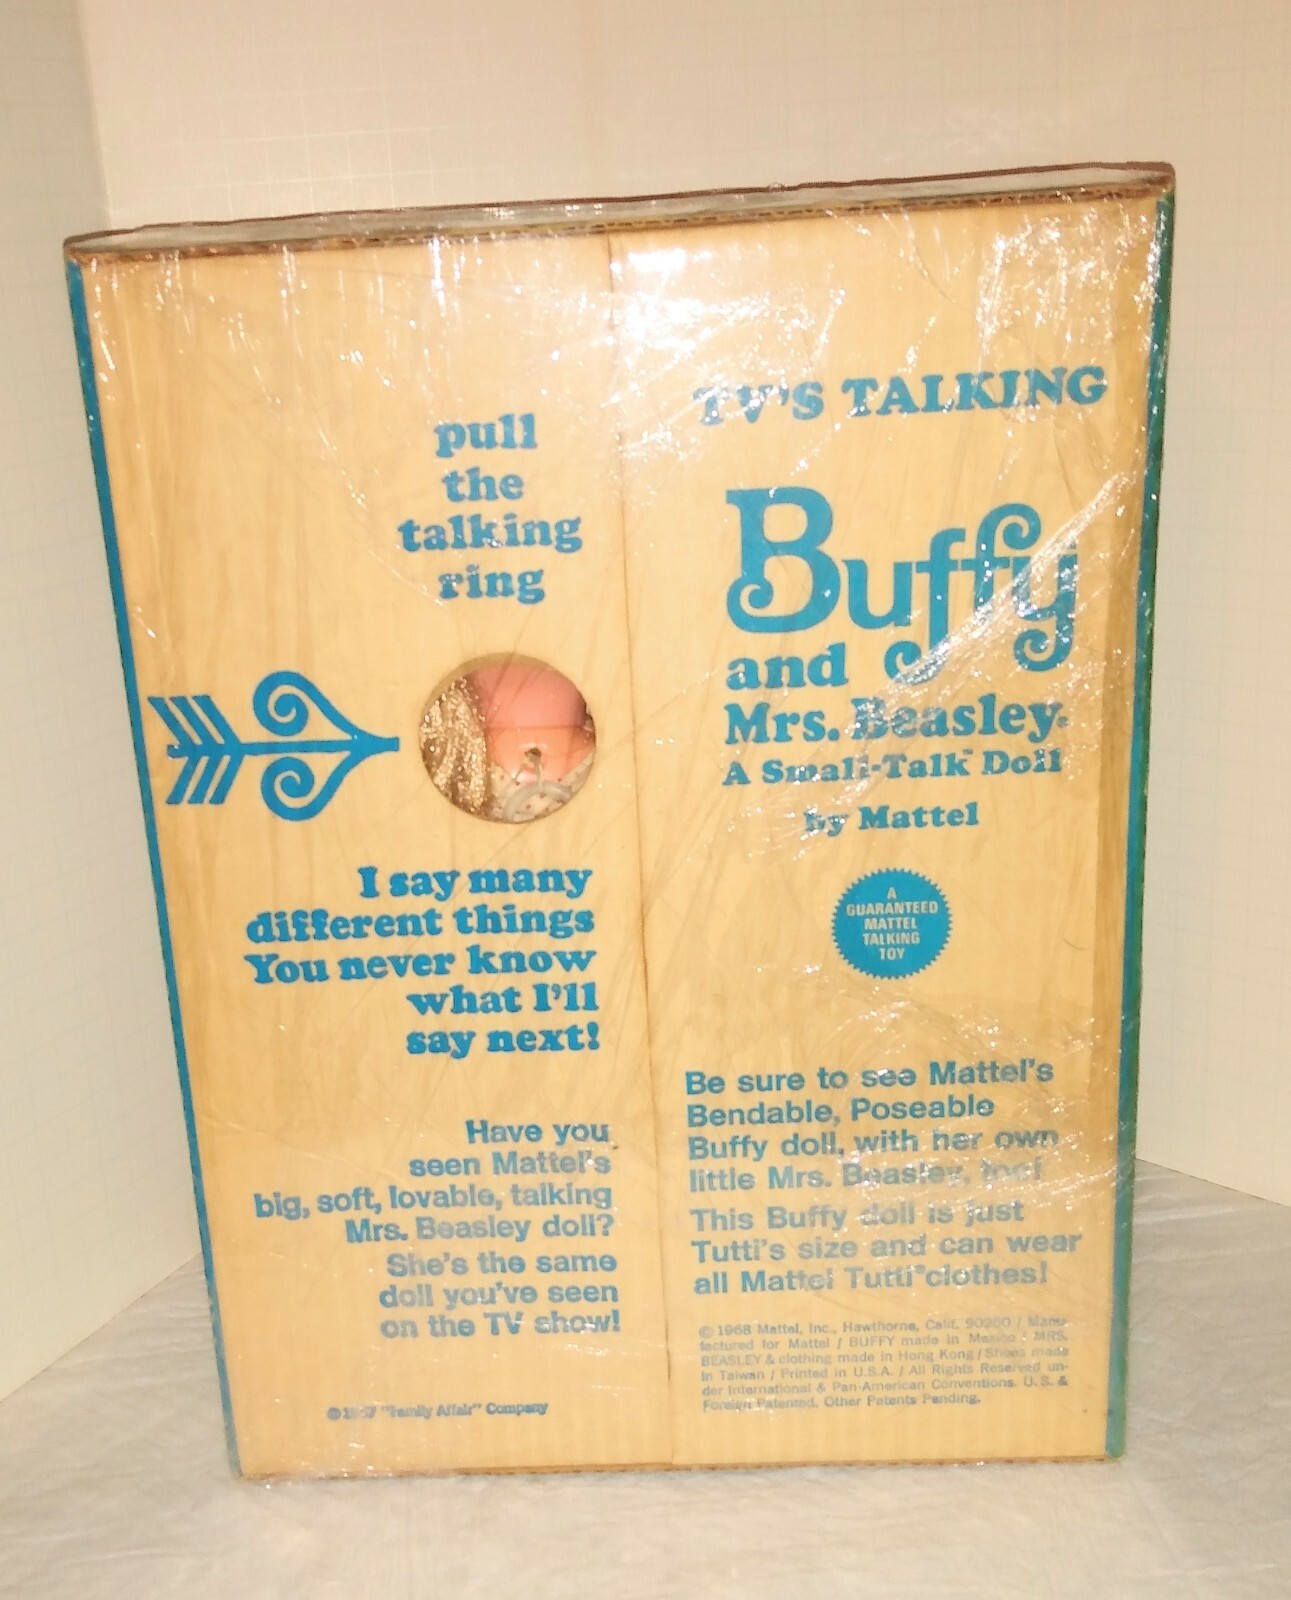 pull
the
talking
ring
I say many
different things
You never know
what I'll
say next!
Have you
seen Mattel's
big, soft, lovable, talking
Mrs. Beasley doll?
She's the same
doll you've seen
on the TV show!
© 1967 "Family Affair" Company
TV'S TALKING
Buffy
and
Mrs. Beasley
A Small-Talk™ Doll
by Mattel
A
GUARANTEED
MATTEL
TALKING
TOY
Be sure to see Mattel's
Bendable, Poseable
Buffy doll, with her own
little Mrs. Beasley, too!
This Buffy doll is just
Tutti's size and can wear
all Mattel Tutti® clothes!
© 1968 Mattel, Inc., Hawthorne, Calif. 90260 / Manu-
factured for Mattel / BUFFY made in Mexico / MRS.
BEASLEY & clothing made in Hong Kong / Shoes made
in Taiwan / Printed in U.S.A. / All Rights Reserved un-
der International & Pan-American Conventions. U.S. &
Foreign Patented. Other Patents Pending.